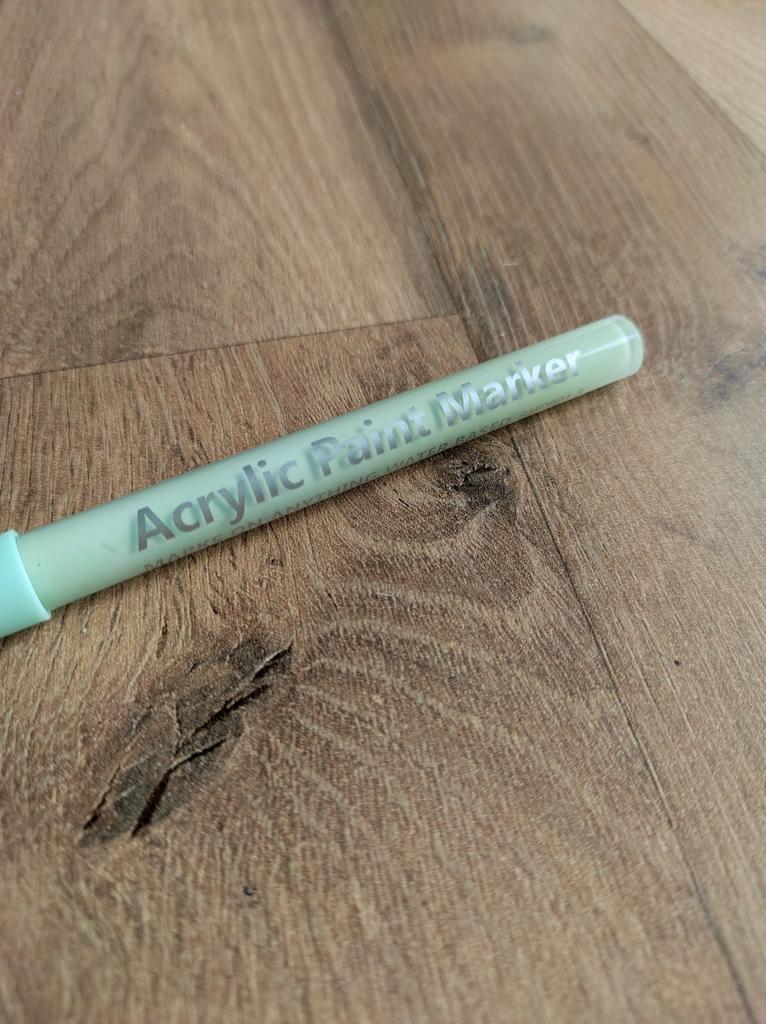 Acrylic Paint Marker
MARKS ON ANYTHING WATER BASED